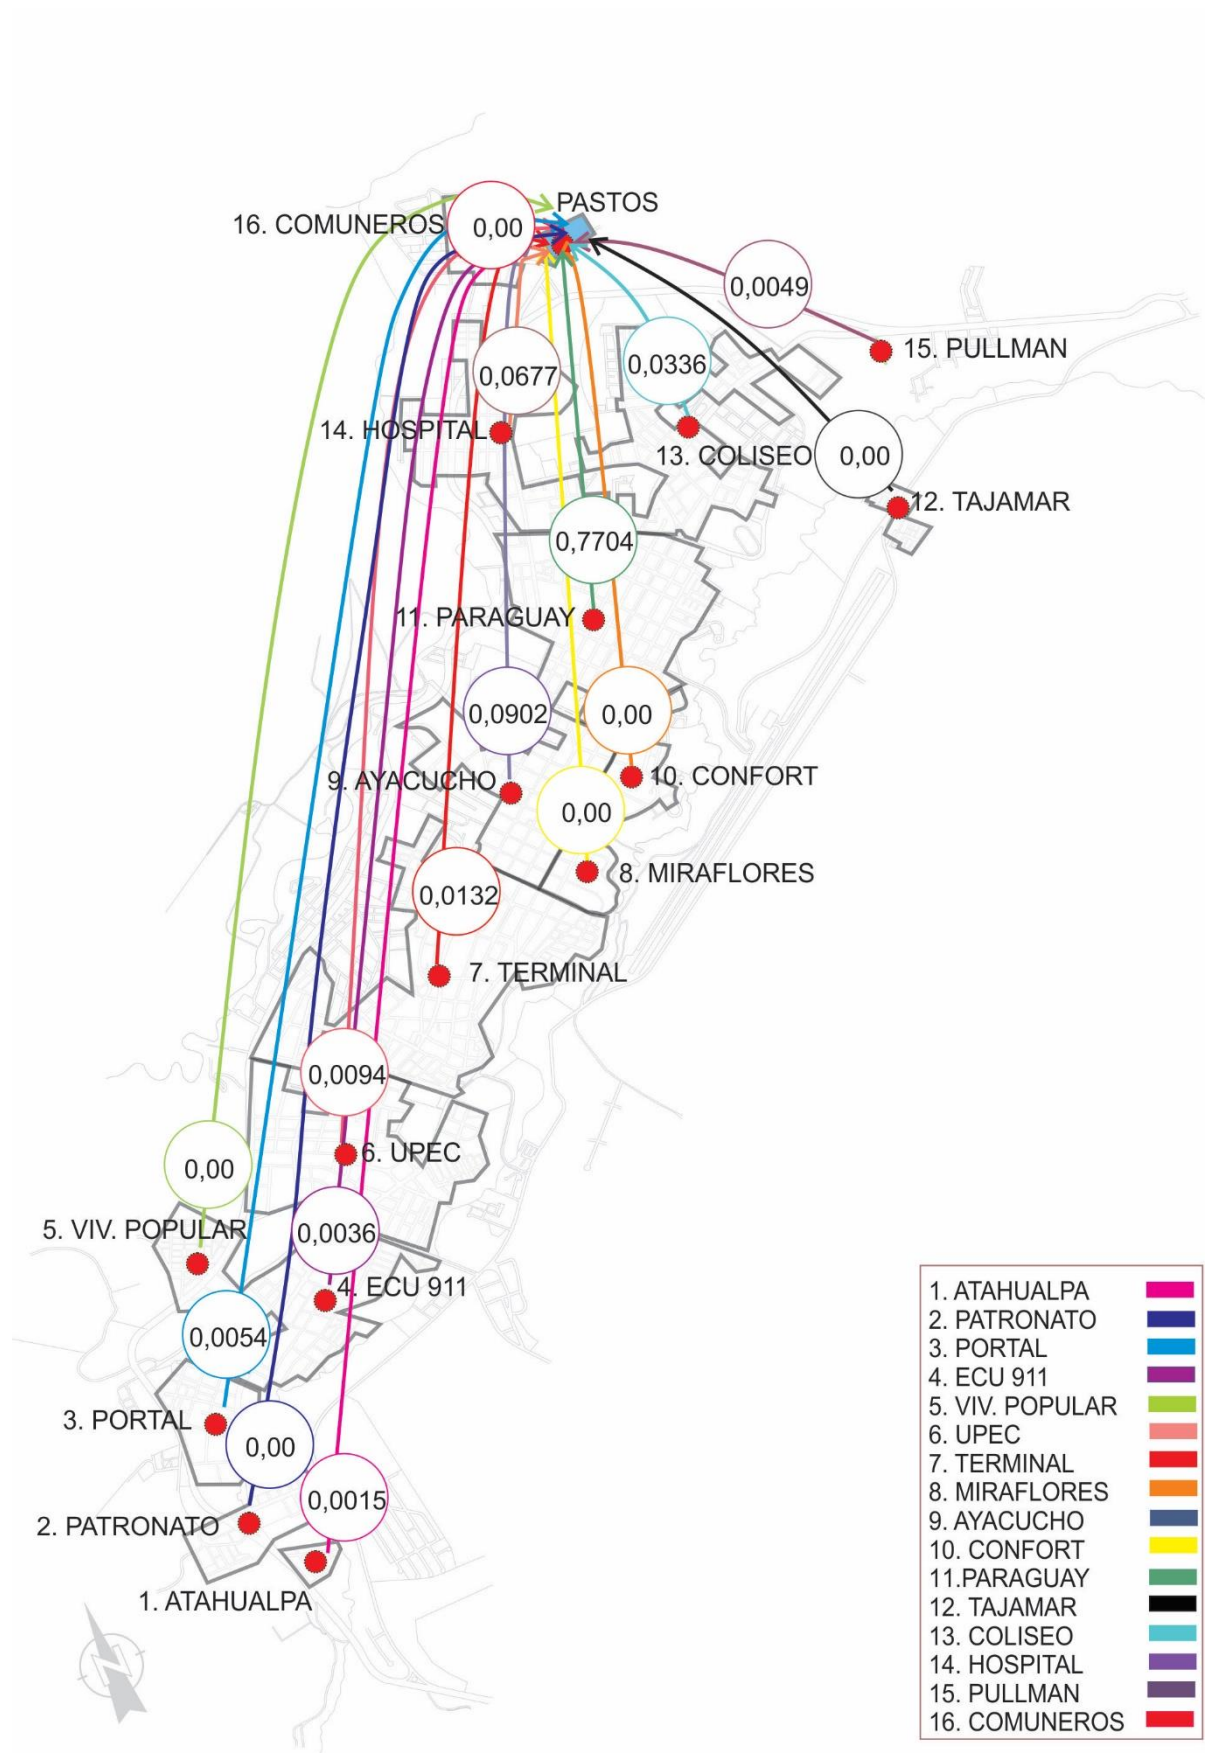 PASTOS
16. COMUNEROS
0,00
0,0049
15. PULLMAN
0,0677
0,0336
14. HOSPITAL
13. COLISEO
0,00
12. TAJAMAR
0,7704
11. PARAGUAY
0,0902
0,00
9. AYACUCHO
10. CONFORT
0,00
8. MIRAFLORES
0,0132
7. TERMINAL
0,0094
6. UPEC
0,00
5. VIV. POPULAR
0,0036
4. ECU 911
0,0054
3. PORTAL
0,00
0,0015
2. PATRONATO
1. ATAHUALPA
1. ATAHUALPA
2. PATRONATO
3. PORTAL
4. ECU 911
5. VIV. POPULAR
6. UPEC
7. TERMINAL
8. MIRAFLORES
9. AYACUCHO
10. CONFORT
11.PARAGUAY
12. TAJAMAR
13. COLISEO
14. HOSPITAL
15. PULLMAN
16. COMUNEROS